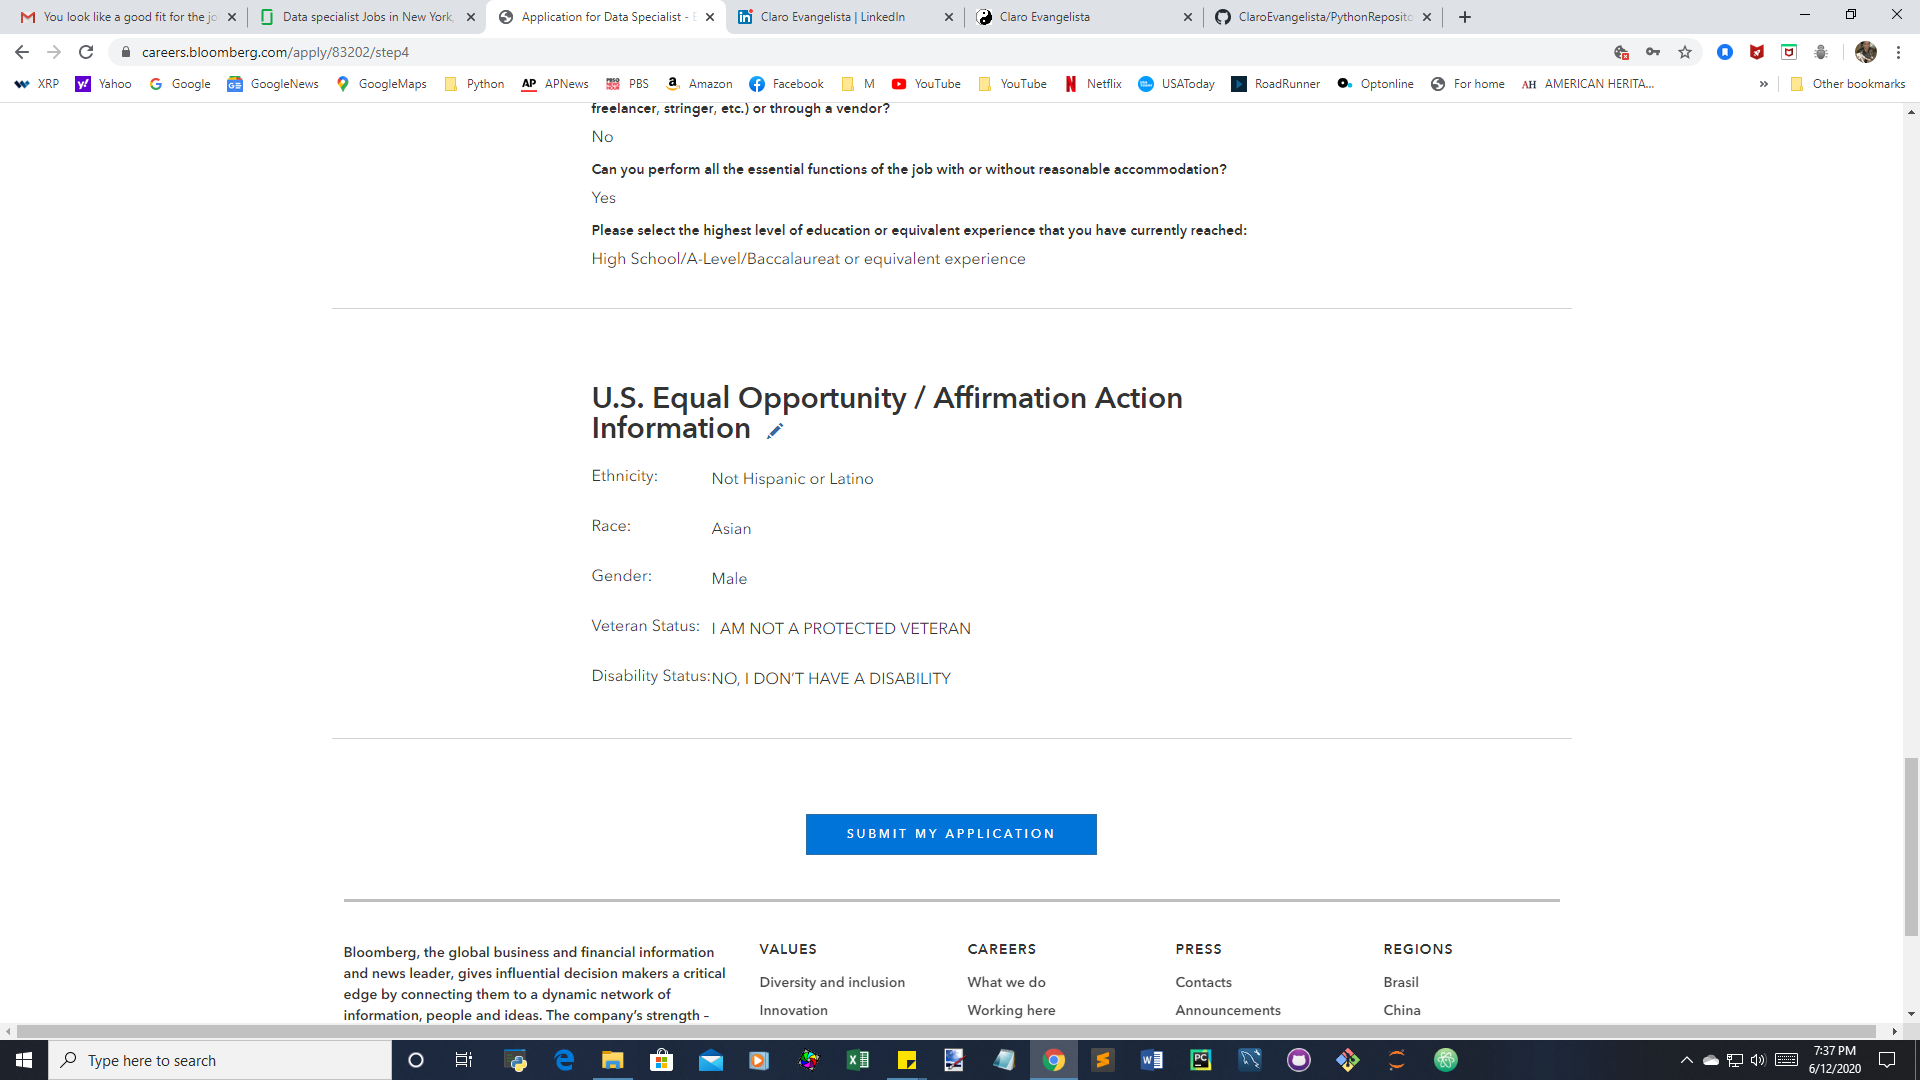 You look like a good fit for the jo
Data specialist Jobs in New York,
Application for Data Specialist -
Claro Evangelista | LinkedIn
Claro Evangelista
ClaroEvangelista/PythonReposito
careers.bloomberg.com/apply/83202/step4
XRP
Yahoo
Google
GoogleNews
GoogleMaps
Python
AP APNews
PBS
Amazon
Facebook
M
YouTube
YouTube
Netflix
USAToday
RoadRunner
Optonline
For home
AH AMERICAN HERITA...
»
Other bookmarks
freelancer, stringer, etc.) or through a vendor?
No
Can you perform all the essential functions of the job with or without reasonable accommodation?
Yes
Please select the highest level of education or equivalent experience that you have currently reached:
High School/A-Level/Baccalaureat or equivalent experience
U.S. Equal Opportunity / Affirmation Action
Information
Ethnicity: Not Hispanic or Latino
Race: Asian
Gender: Male
Veteran Status: I AM NOT A PROTECTED VETERAN
Disability Status: NO, I DON'T HAVE A DISABILITY
SUBMIT MY APPLICATION
Bloomberg, the global business and financial information
and news leader, gives influential decision makers a critical
edge by connecting them to a dynamic network of
information, people and ideas. The company's strength –
VALUES
Diversity and inclusion
Innovation
CAREERS
What we do
Working here
PRESS
Contacts
Announcements
REGIONS
Brasil
China
Type here to search
7:37 PM
6/12/2020